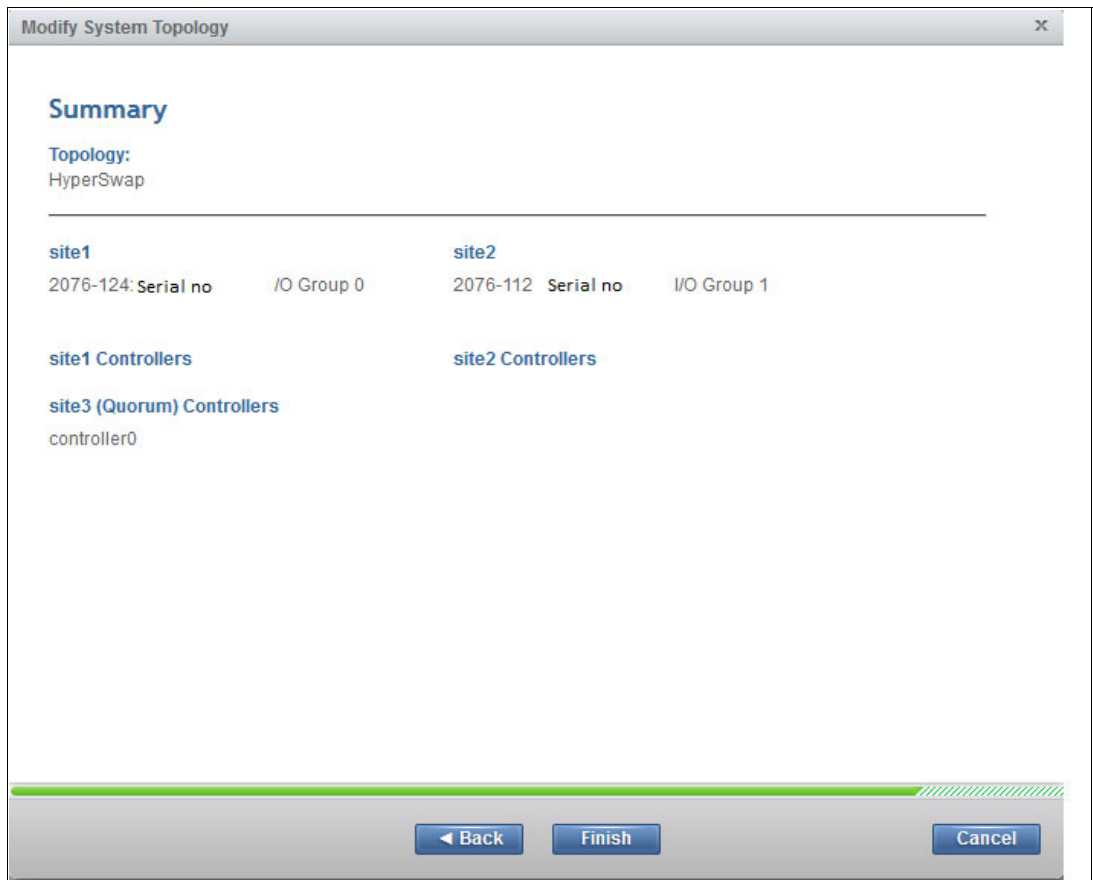 Modify System Topology x
Summary
Topology:
HyperSwap
site1 site2
2076-124: Serial no /O Group 0 2076-112 Serial no I/O Group 1
site1 Controllers site2 Controllers
site3 (Quorum) Controllers
controller0
◄ Back Finish Cancel